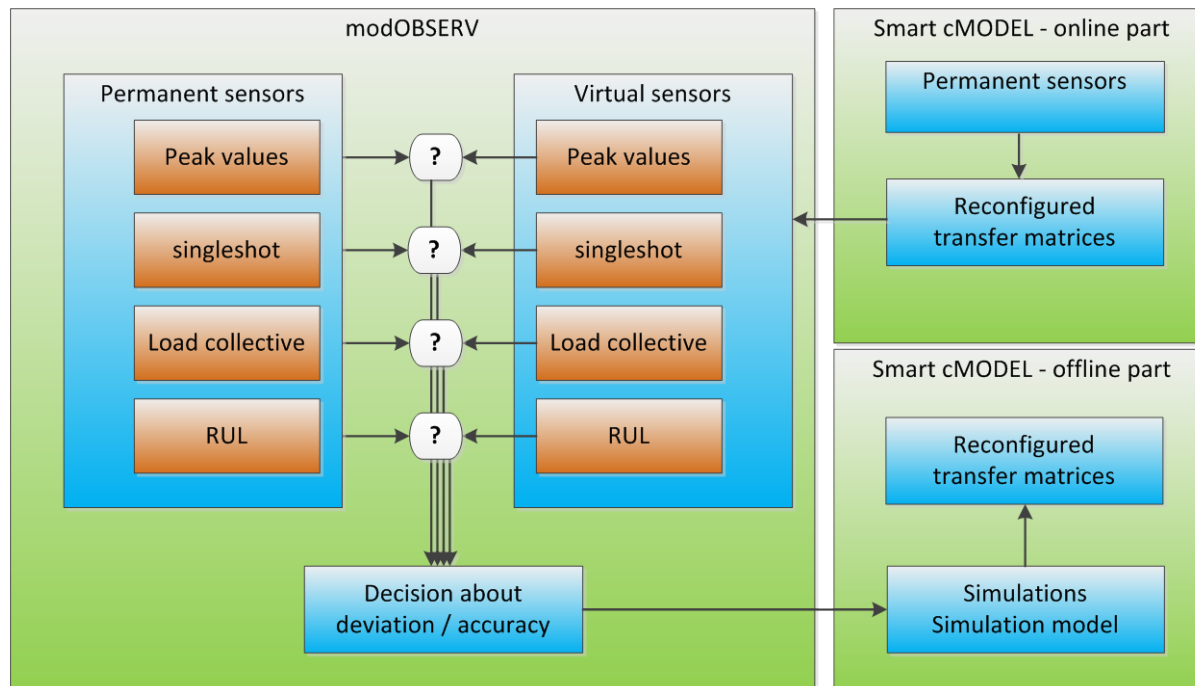 modOBSERV
Permanent sensors
Peak values
singleshot
Load collective
RUL
?
?
?
?
Virtual sensors
Peak values
singleshot
Load collective
RUL
Decision about
deviation / accuracy
Smart cMODEL - online part
Permanent sensors
Reconfigured
transfer matrices
Smart cMODEL - offline part
Reconfigured
transfer matrices
Simulations
Simulation model